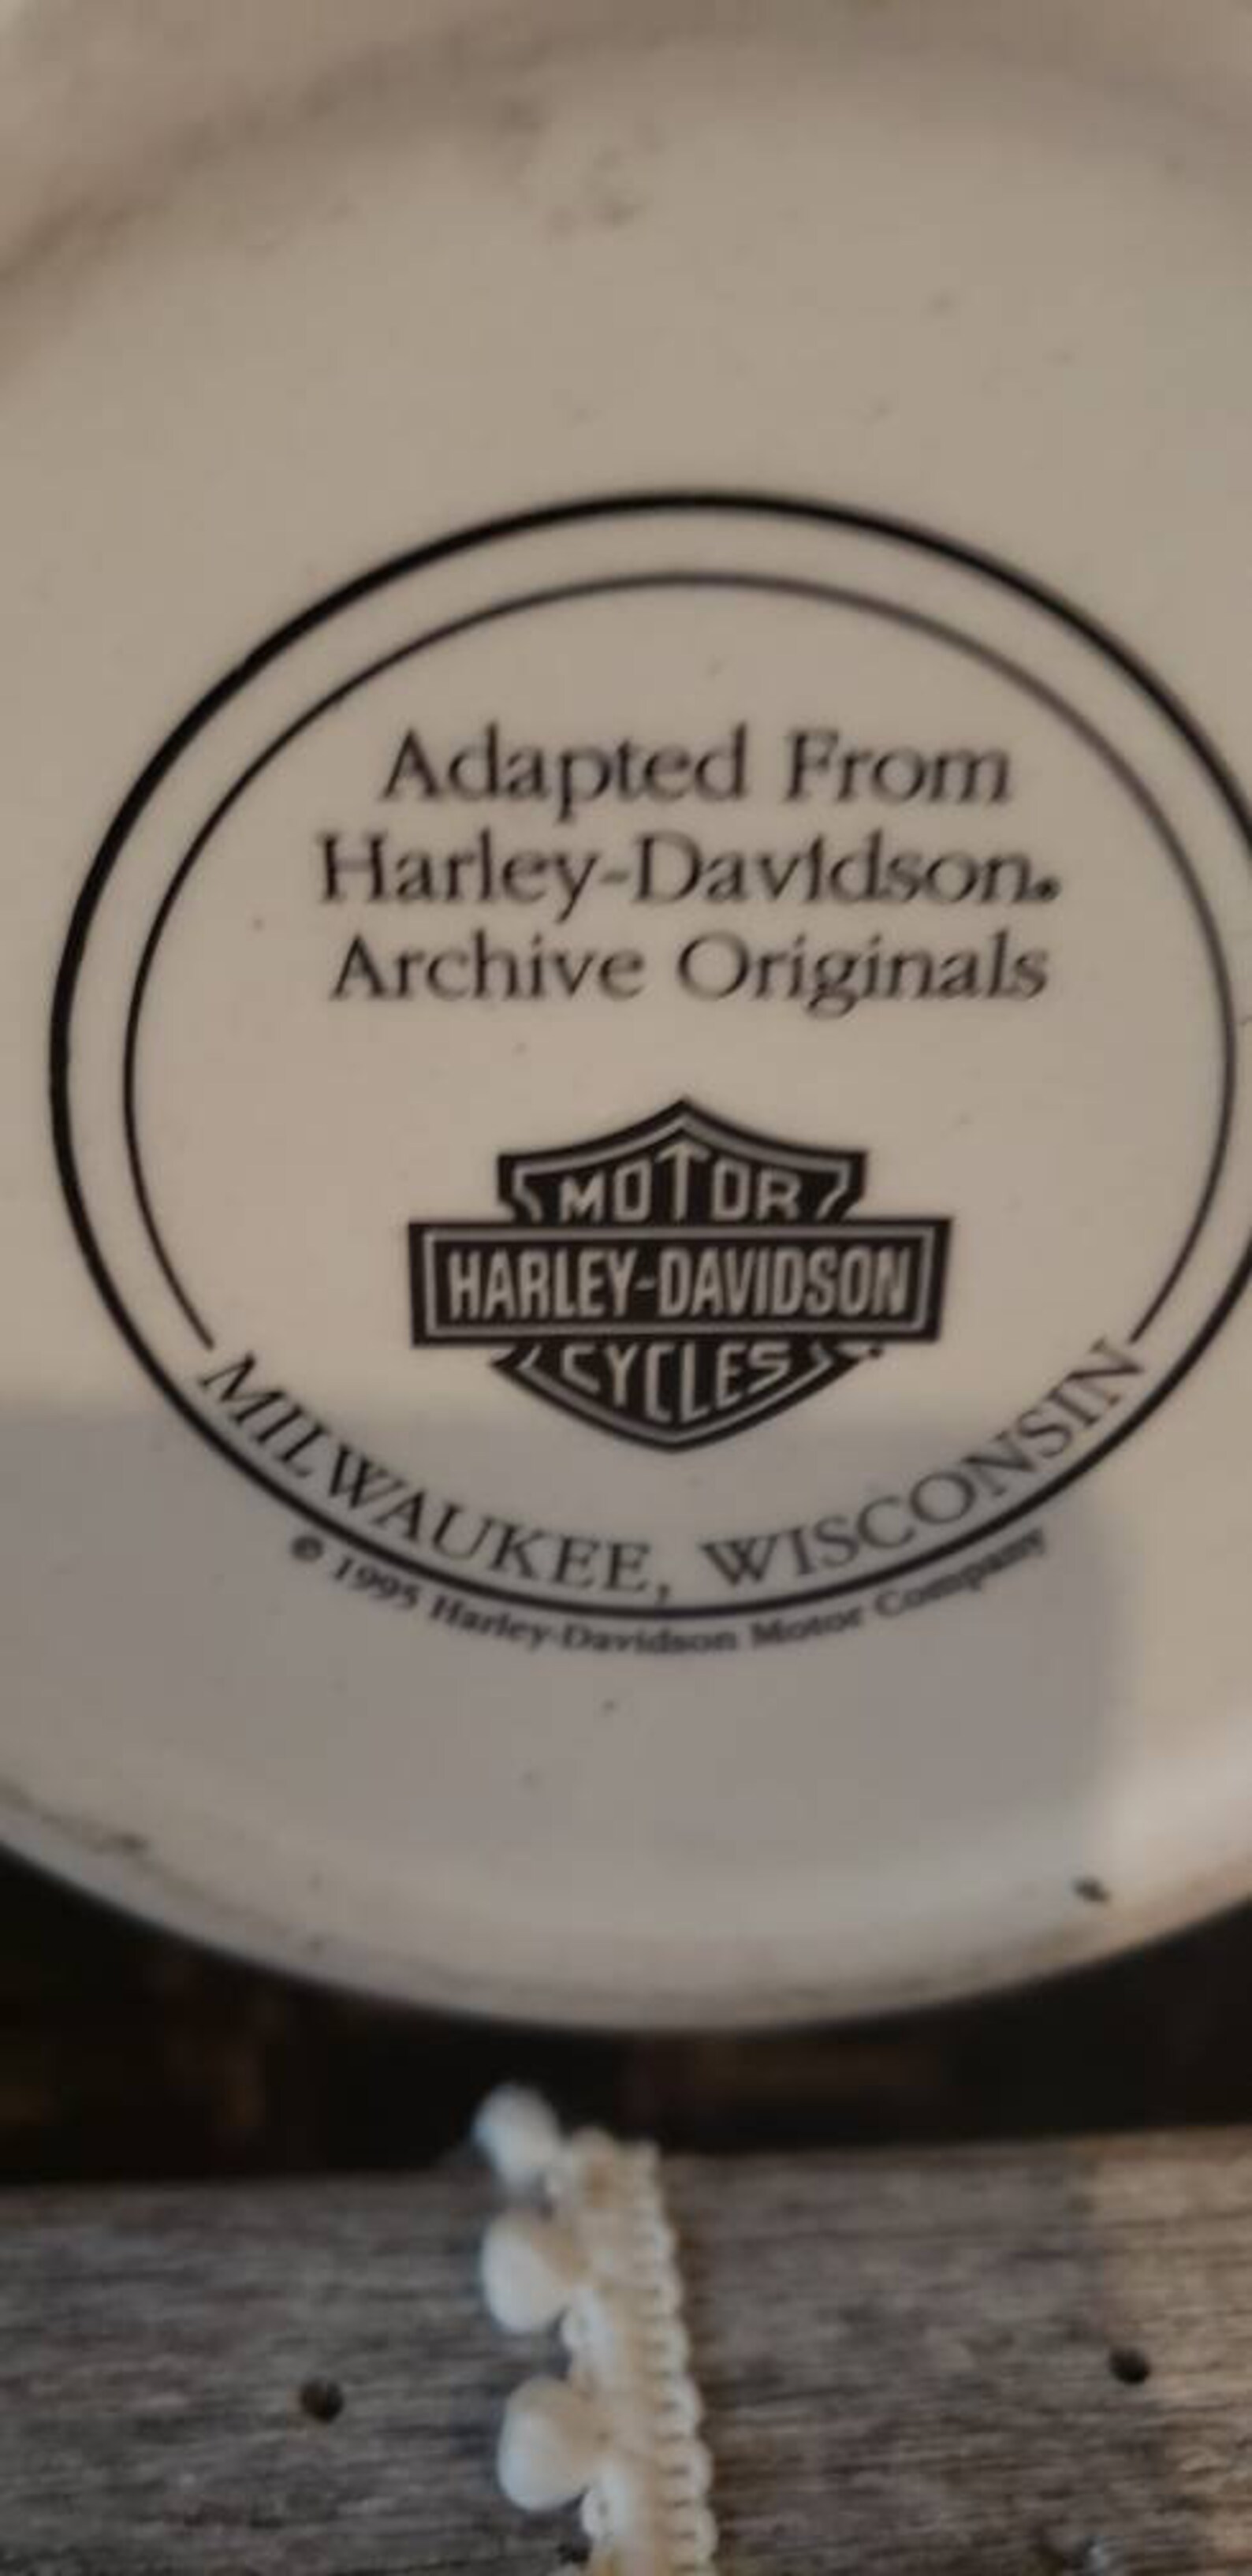 Adapted From
Harley-Davidson®
Archive Originals
MOTOR
HARLEY-DAVIDSON
CYCLES
MILWAUKEE, WISCONSIN
© 1995 Harley-Davidson Motor Company